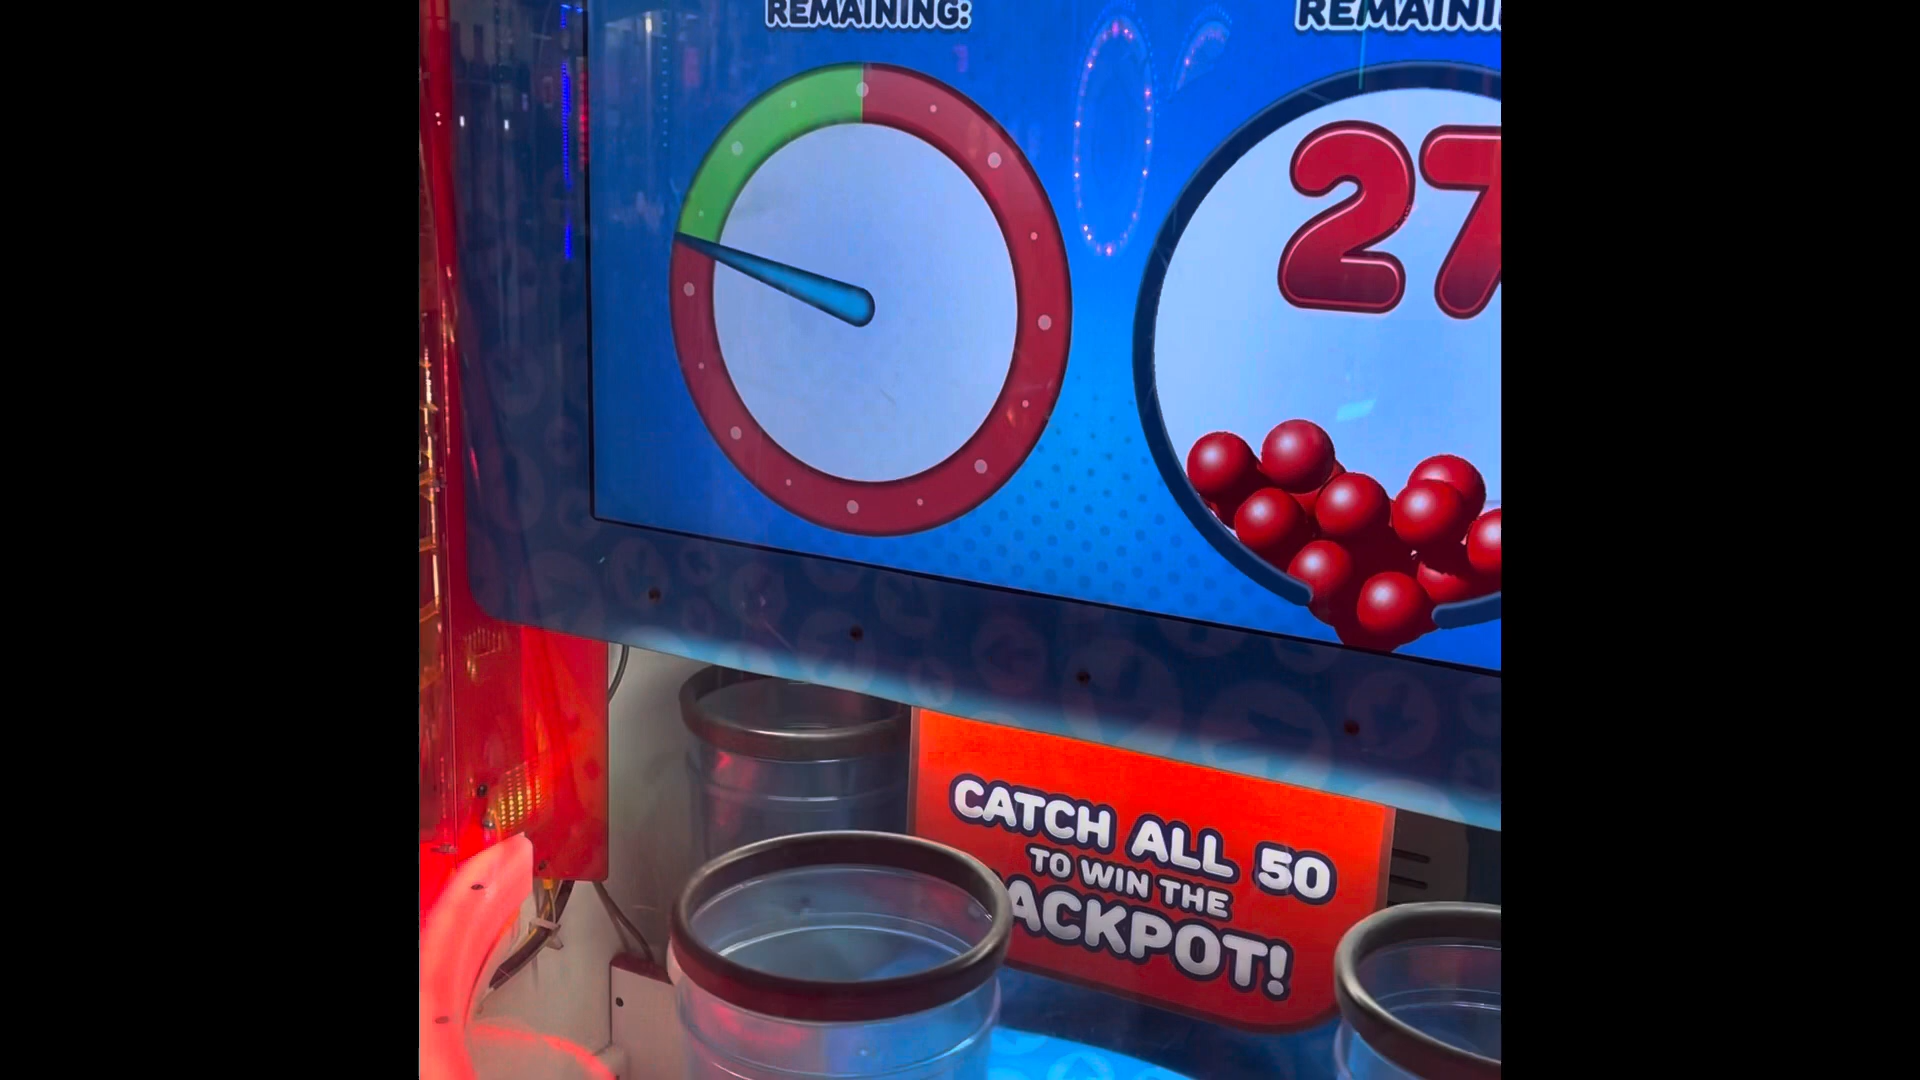 REMAINING:
27
CATCH ALL 50
TO WIN THE
ACKPOT!